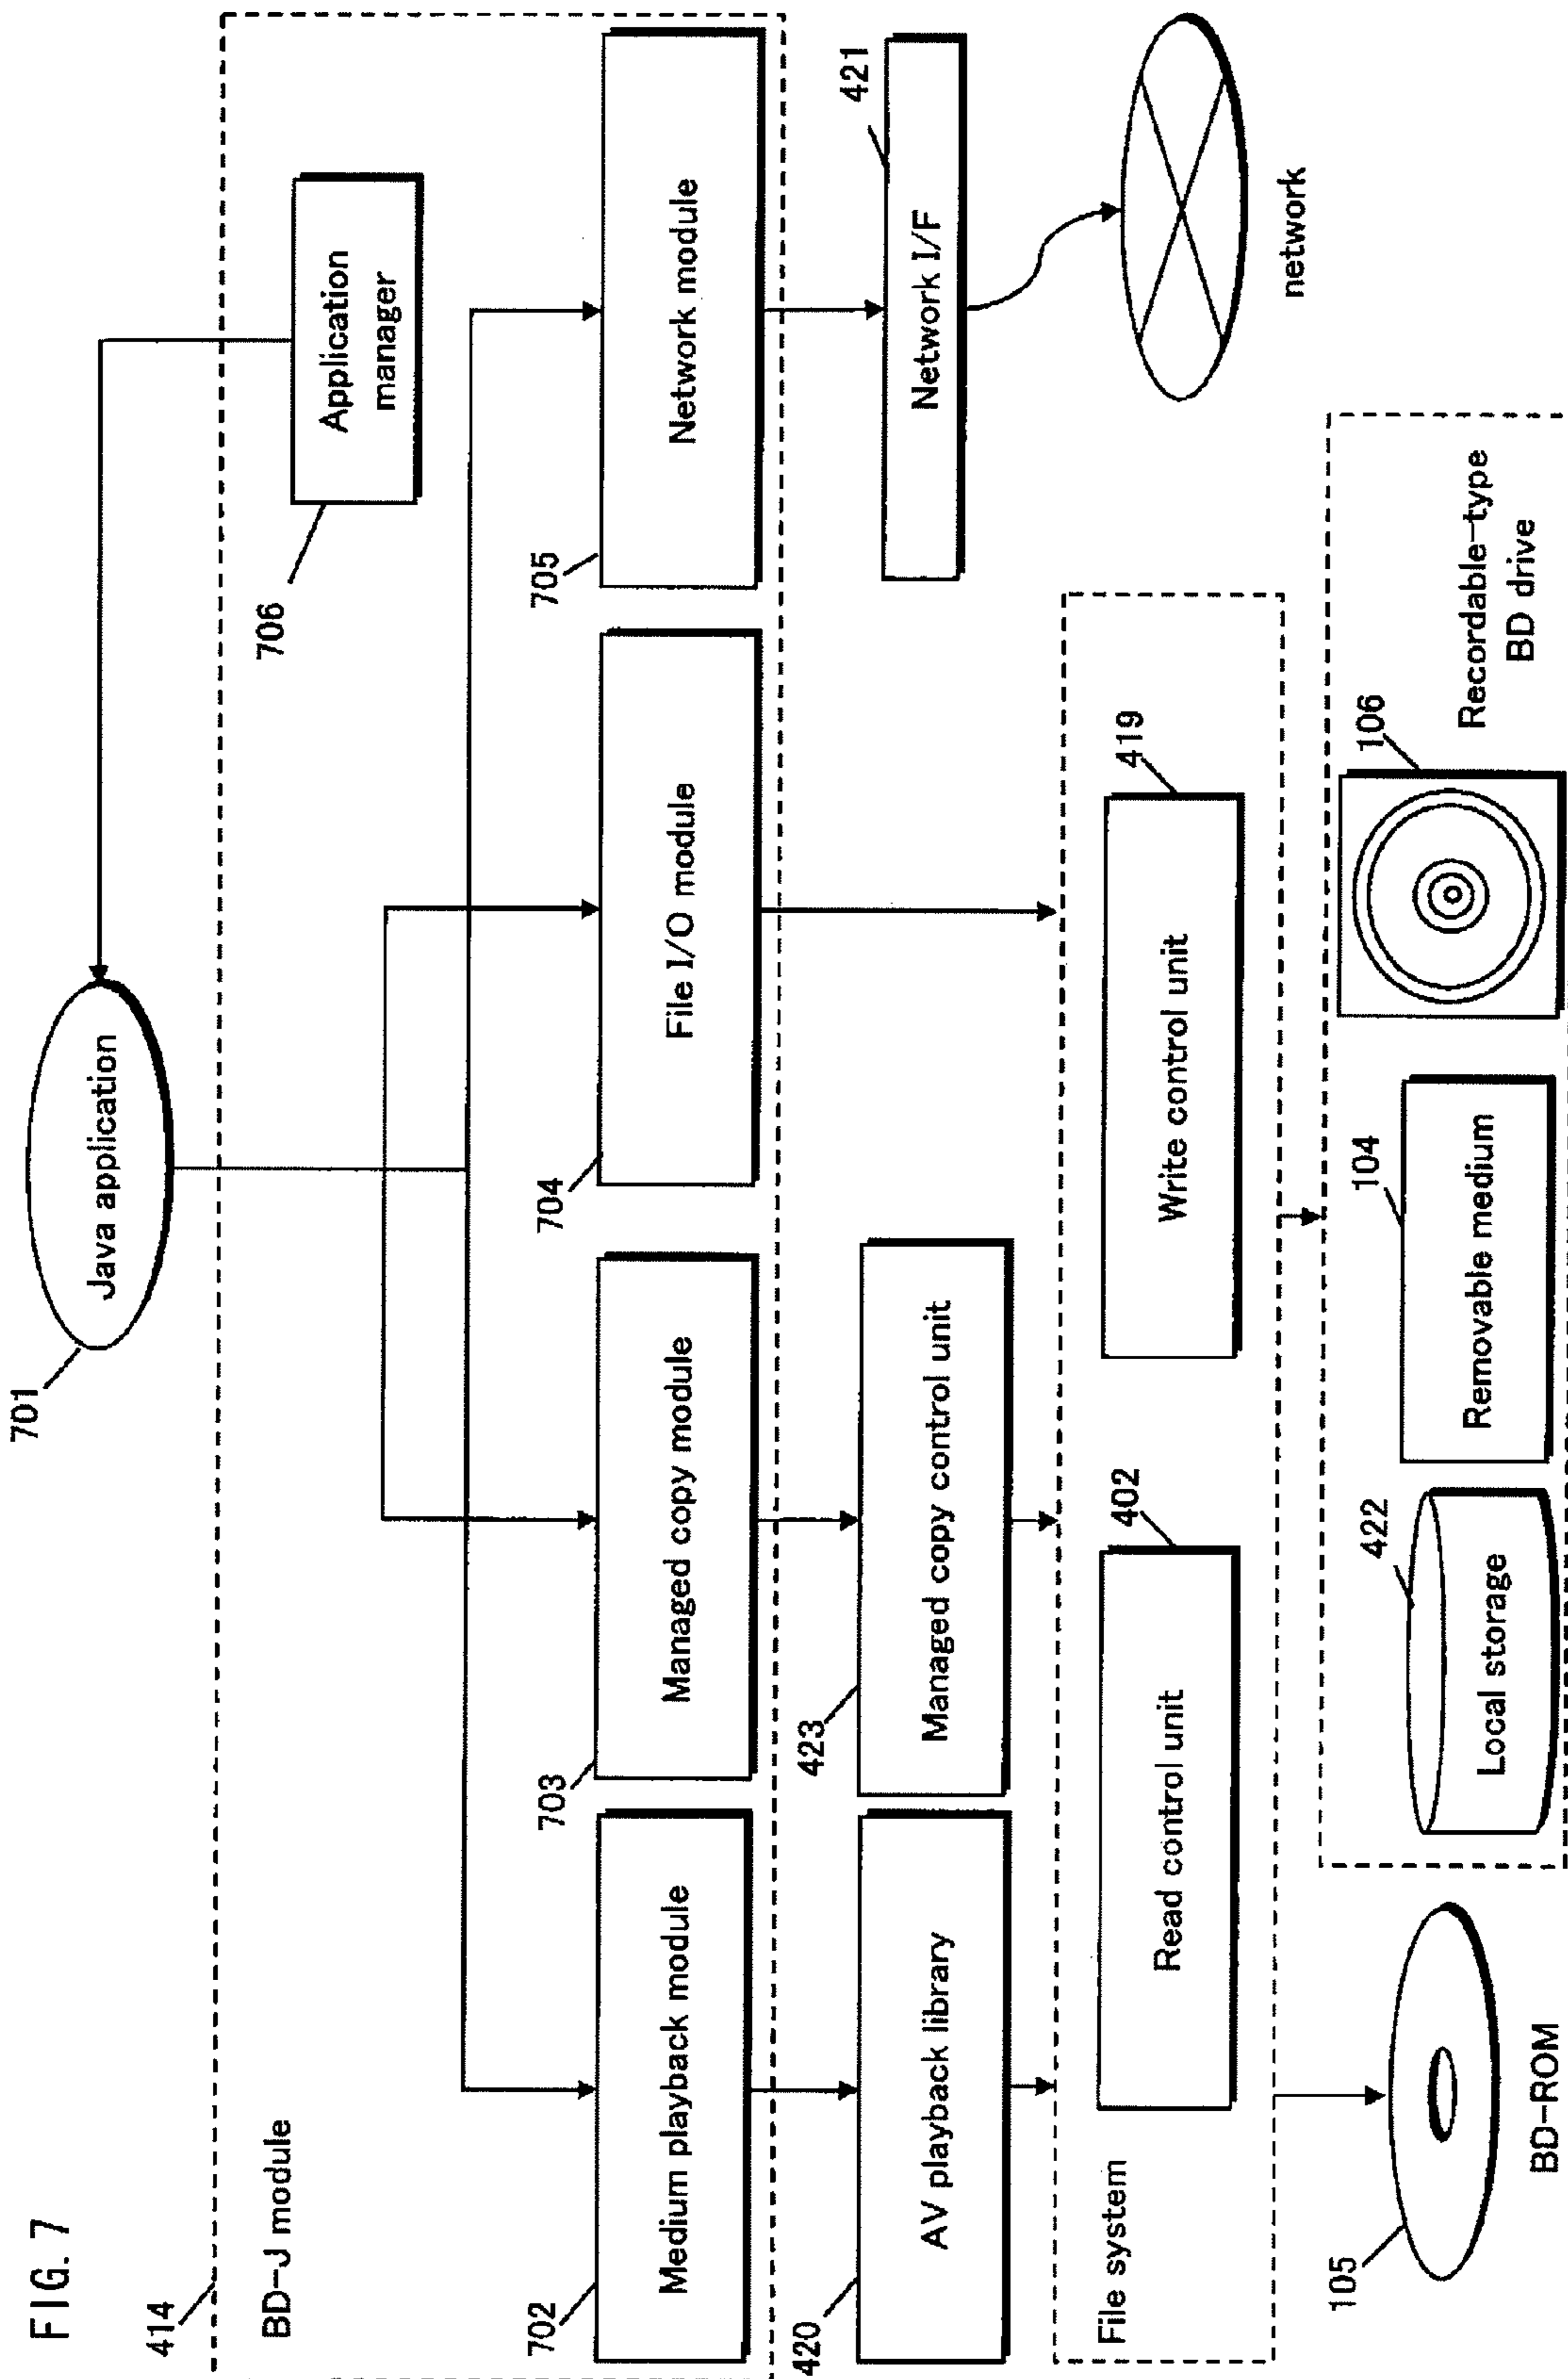 FIG. 7
701
Java application
414
BD-J module
706
Application
manager
702
Medium playback module
703
Managed copy module
704
File I/O module
705
Network module
420
AV playback library
423
Managed copy control unit
421
Network I/F
File system
402
Read control unit
419
Write control unit
network
105
BD-ROM
422
Local storage
104
Removable medium
106
Recordable-type
BD drive